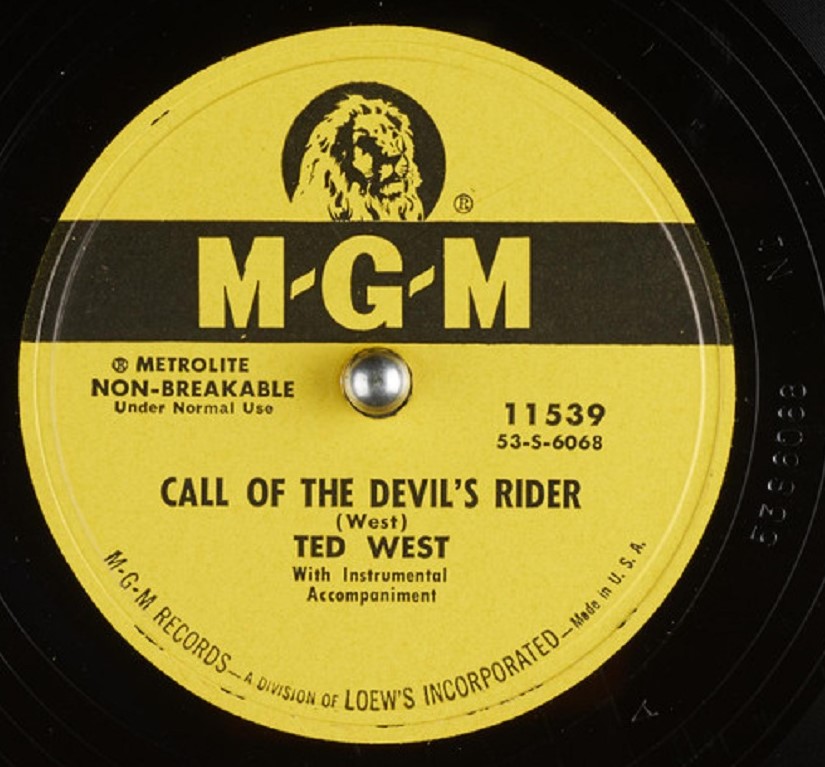 ®
M-G-M
® METROLITE
NON-BREAKABLE
Under Normal Use
11539
53-S-6068
CALL OF THE DEVIL'S RIDER
(West)
TED WEST
With Instrumental
Accompaniment
M-G-M RECORDS—A DIVISION OF LOEW'S INCORPORATED—Made in U. S. A.
53S6068